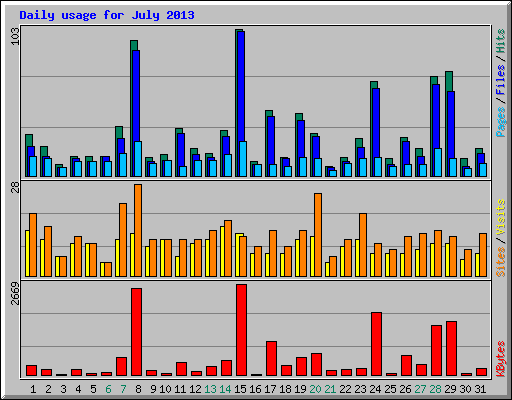 Daily usage for July 2013
103
Pages / Files / Hits
28
Sites / Visits
2669
KBytes
1 2 3 4 5 6 7 8 9 10 11 12 13 14 15 16 17 18 19 20 21 22 23 24 25 26 27 28 29 30 31